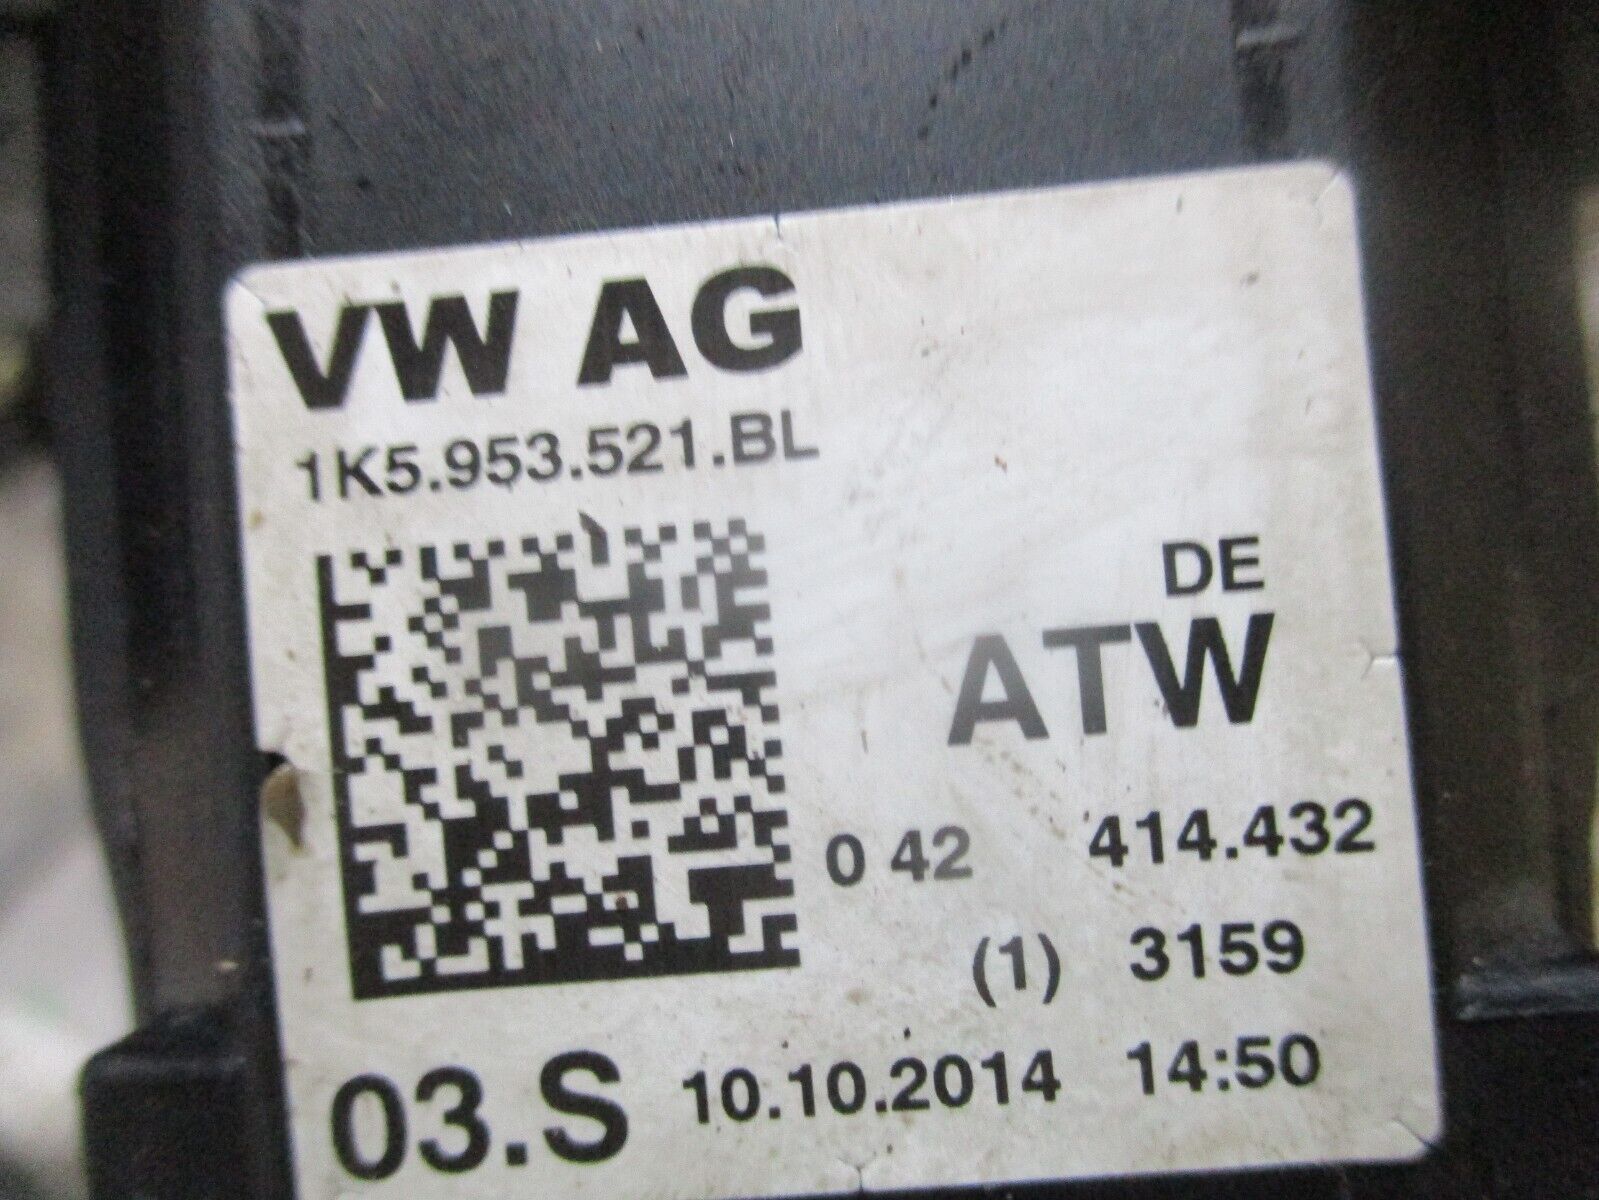 VW AG
1K5.953.521.BL
DE
ATW
0 42 414.432
(1) 3159
03.S 10.10.2014 14:50